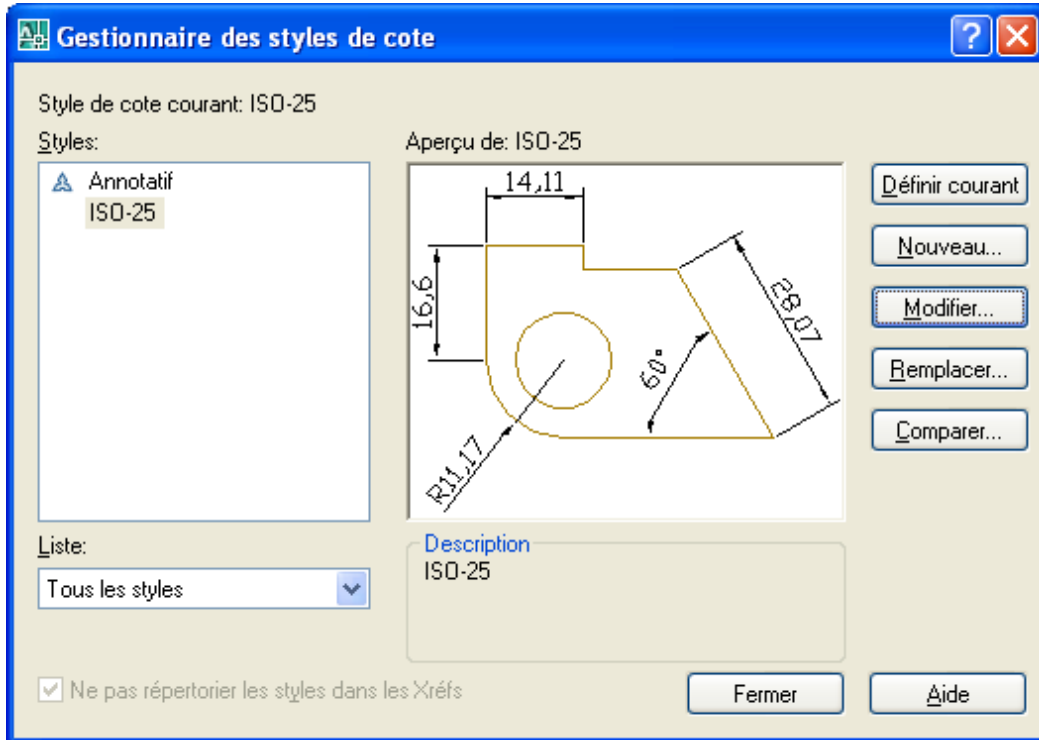 Gestionnaire des styles de cote
Style de cote courant: ISO-25
Styles:
Annotatif
ISO-25
Aperçu de: ISO-25
14,11
16,6
28,07
60°
R11,17
Définir courant
Nouveau...
Modifier...
Remplacer...
Comparer...
Liste:
Tous les styles
Description
ISO-25
Ne pas répertorier les styles dans les Xréfs
Fermer
Aide